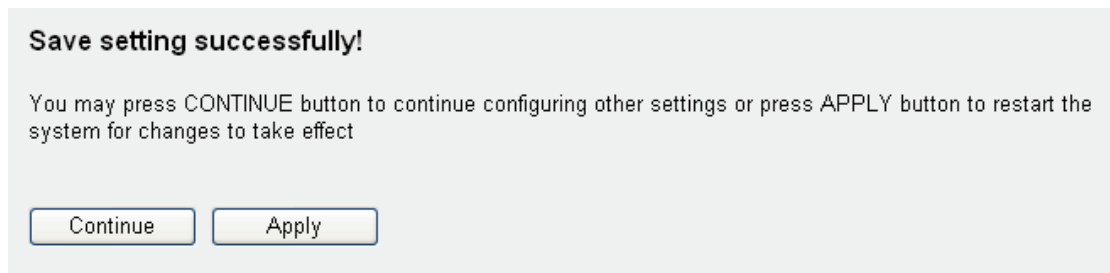 Save setting successfully!
You may press CONTINUE button to continue configuring other settings or press APPLY button to restart the
system for changes to take effect
Continue
Apply